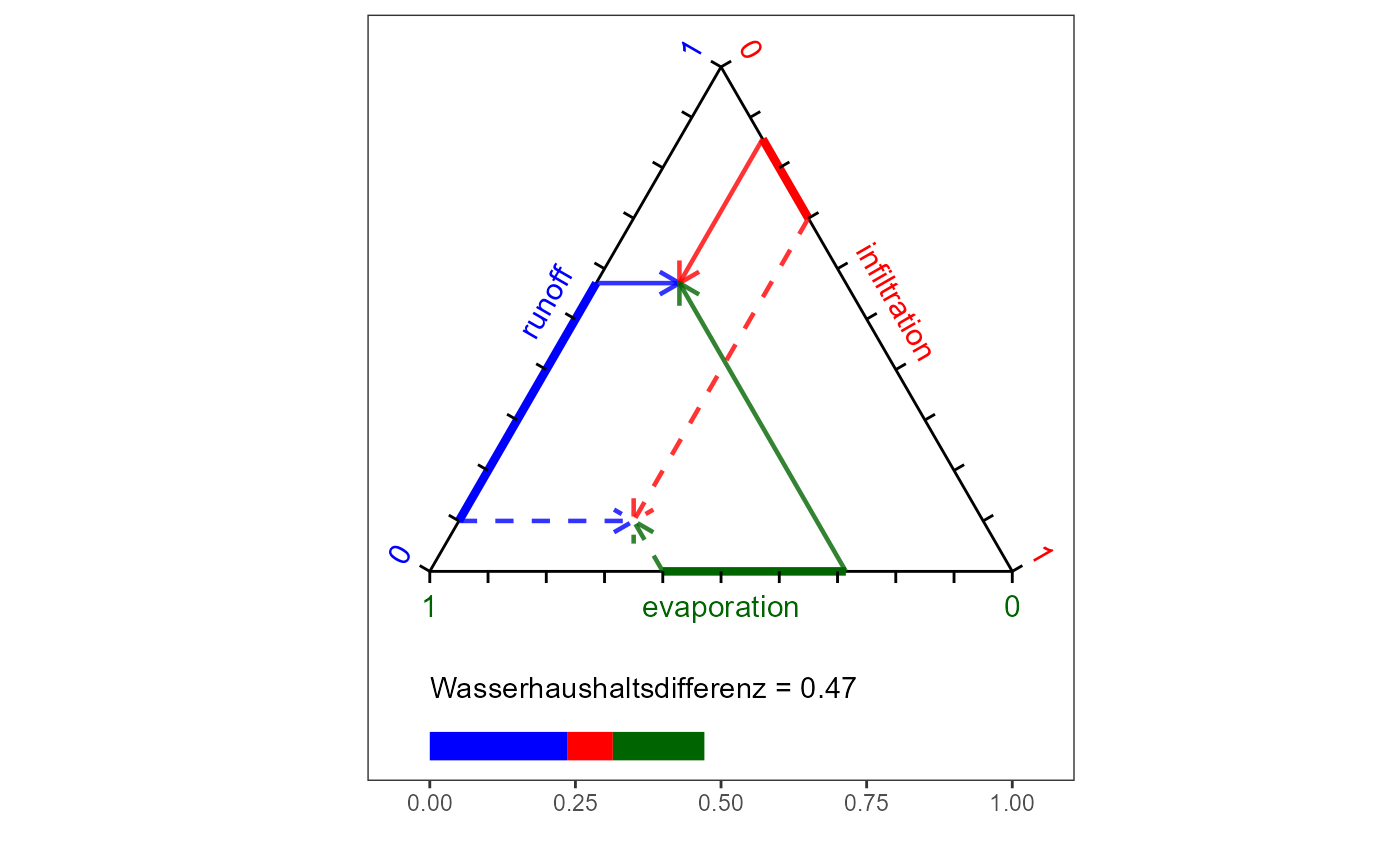 1 0
runoff
infiltration
0 1
1 evaporation 0
Wasserhaushaltsdifferenz = 0.47
0.00 0.25 0.50 0.75 1.00